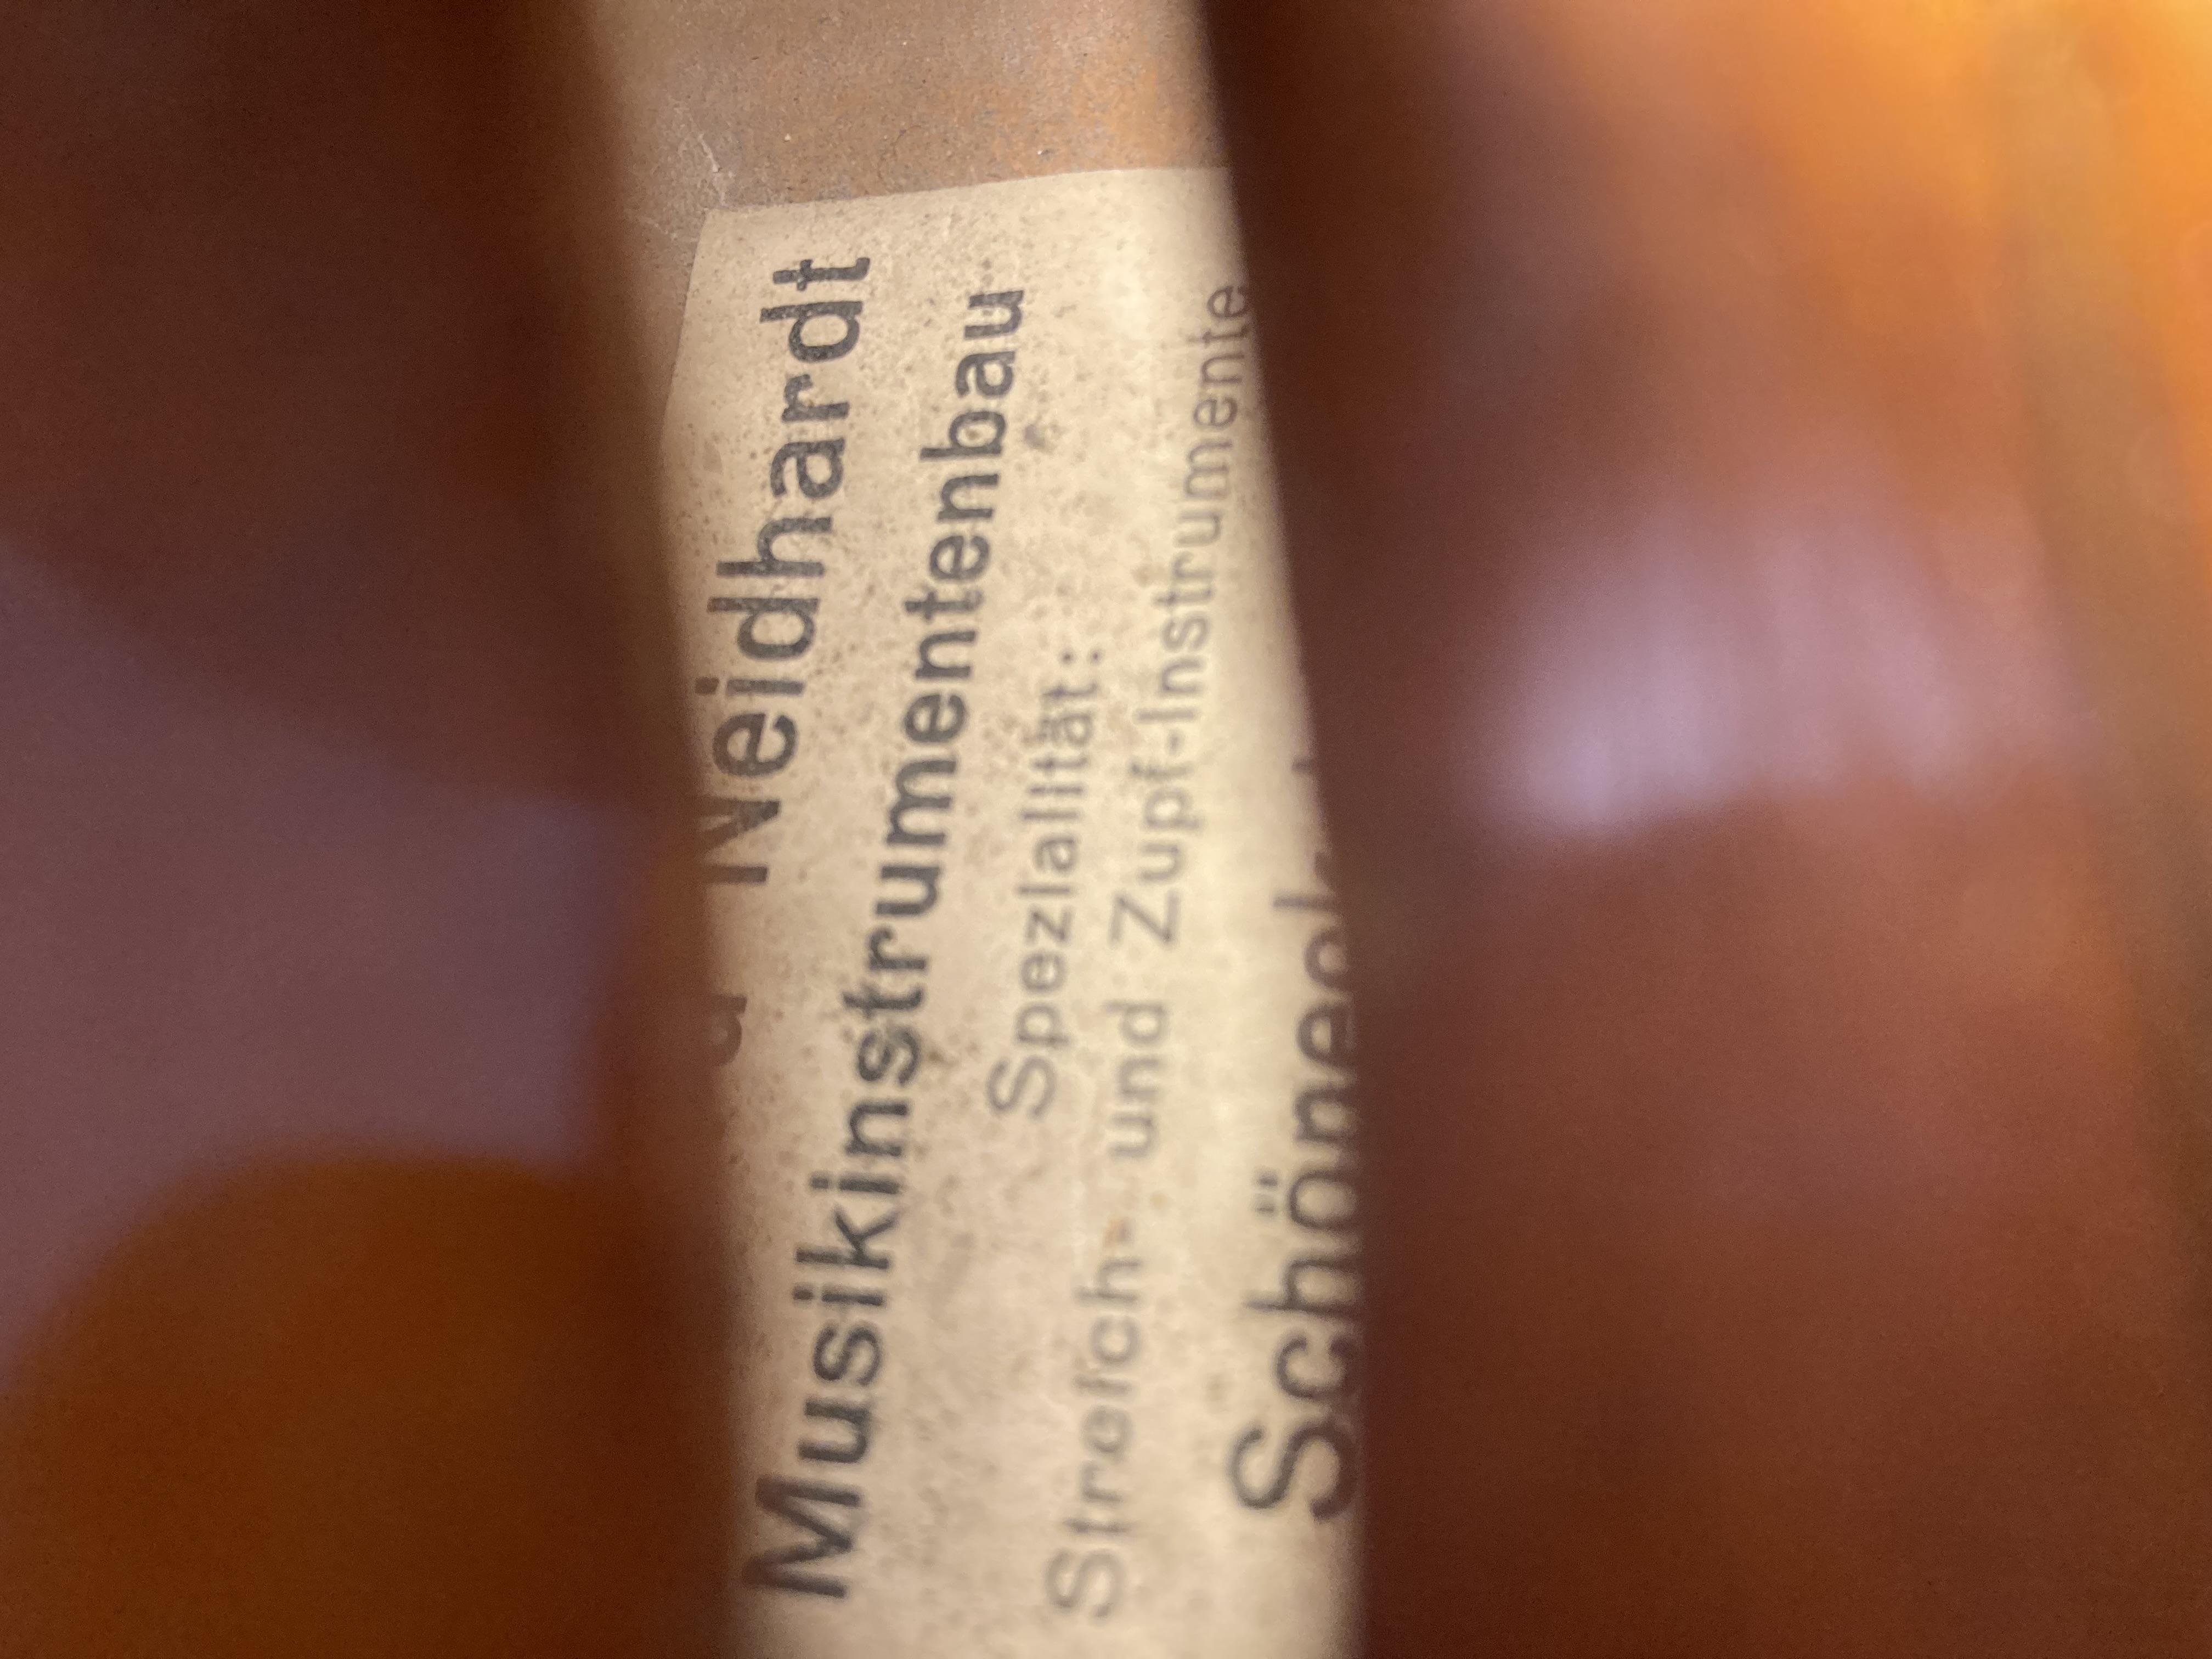 Neidhardt
Musikinstrumentenbau
Spezialität:
Streich- und Zupf-Instrumente